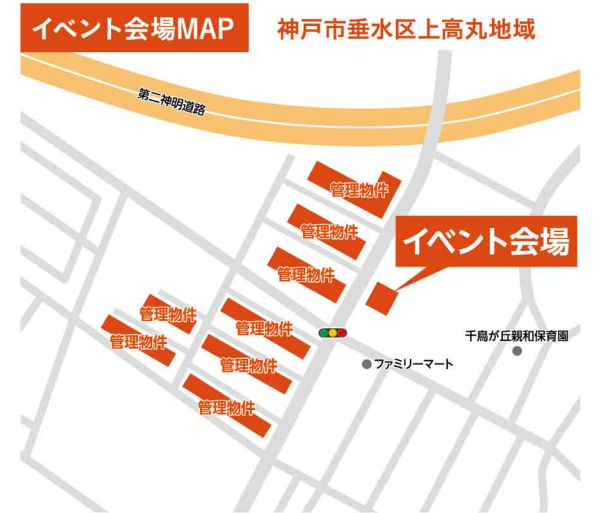 イベント会場MAP
神戸市垂水区上高丸地域
第二神明道路
管理物件
管理物件
管理物件
イベント会場
管理物件
管理物件
管理物件
管理物件
管理物件
千鳥が丘親和保育園
ファミリーマート